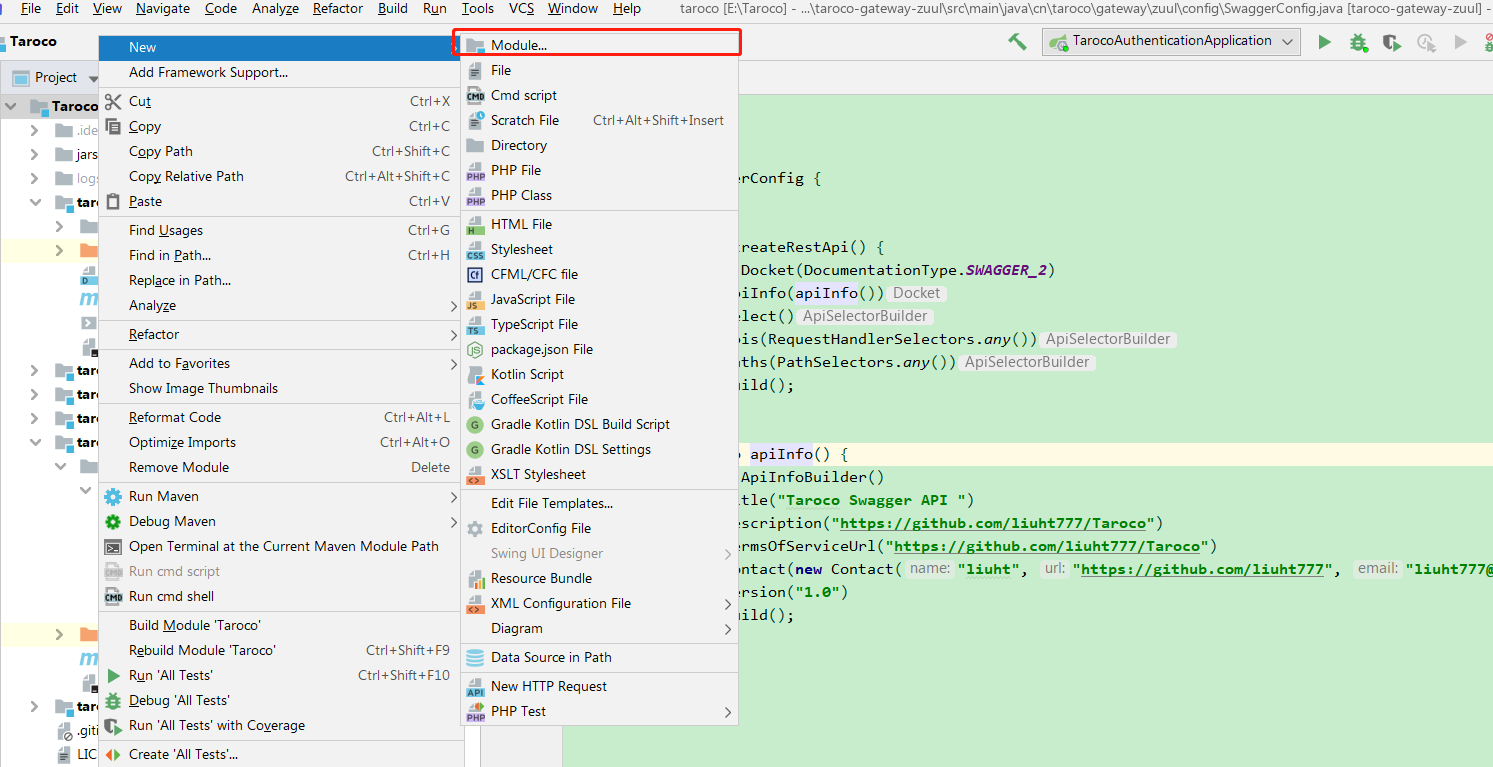 File Edit View Navigate Code Analyze Refactor Build Run Tools VCS Window Help taroco [E:\Taroco] - ...\taroco-gateway-zuul\src\main\java\cn\taroco\gateway\zuul\config\SwaggerConfig.java [taroco-gateway-zuul] -
Taroco
TarocoAuthenticationApplication
Project
Taroco
.ide
jars
logs
taro
taro
taro
taro
taro
taro
.giti
LIC
New
Add Framework Support...
Cut Ctrl+X
Copy Ctrl+C
Copy Path Ctrl+Shift+C
Copy Relative Path Ctrl+Alt+Shift+C
Paste Ctrl+V
Find Usages Ctrl+G
Find in Path... Ctrl+H
Replace in Path...
Analyze
Refactor
Add to Favorites
Show Image Thumbnails
Reformat Code Ctrl+Alt+L
Optimize Imports Ctrl+Alt+O
Remove Module Delete
Run Maven
Debug Maven
Open Terminal at the Current Maven Module Path
Run cmd script
Run cmd shell
Build Module 'Taroco'
Rebuild Module 'Taroco' Ctrl+Shift+F9
Run 'All Tests' Ctrl+Shift+F10
Debug 'All Tests'
Run 'All Tests' with Coverage
Create 'All Tests'...
Module...
File
Cmd script
Scratch File Ctrl+Alt+Shift+Insert
Directory
PHP File
PHP Class
HTML File
Stylesheet
CFML/CFC file
JavaScript File
TypeScript File
package.json File
Kotlin Script
CoffeeScript File
Gradle Kotlin DSL Build Script
Gradle Kotlin DSL Settings
XSLT Stylesheet
Edit File Templates...
EditorConfig File
Swing UI Designer
Resource Bundle
XML Configuration File
Diagram
Data Source in Path
New HTTP Request
PHP Test
erConfig {
createRestApi() {
Docket(DocumentationType.SWAGGER_2)
piInfo(apiInfo()) Docket
elect() ApiSelectorBuilder
pis(RequestHandlerSelectors.any()) ApiSelectorBuilder
aths(PathSelectors.any()) ApiSelectorBuilder
uild();
o apiInfo() {
ApiInfoBuilder()
itle("Taroco Swagger API ")
escription("https://github.com/liuht777/Taroco")
ermsOfServiceUrl("https://github.com/liuht777/Taroco")
ontact(new Contact( name: "liuht", url: "https://github.com/liuht777", email: "liuht777@
ersion("1.0")
uild();